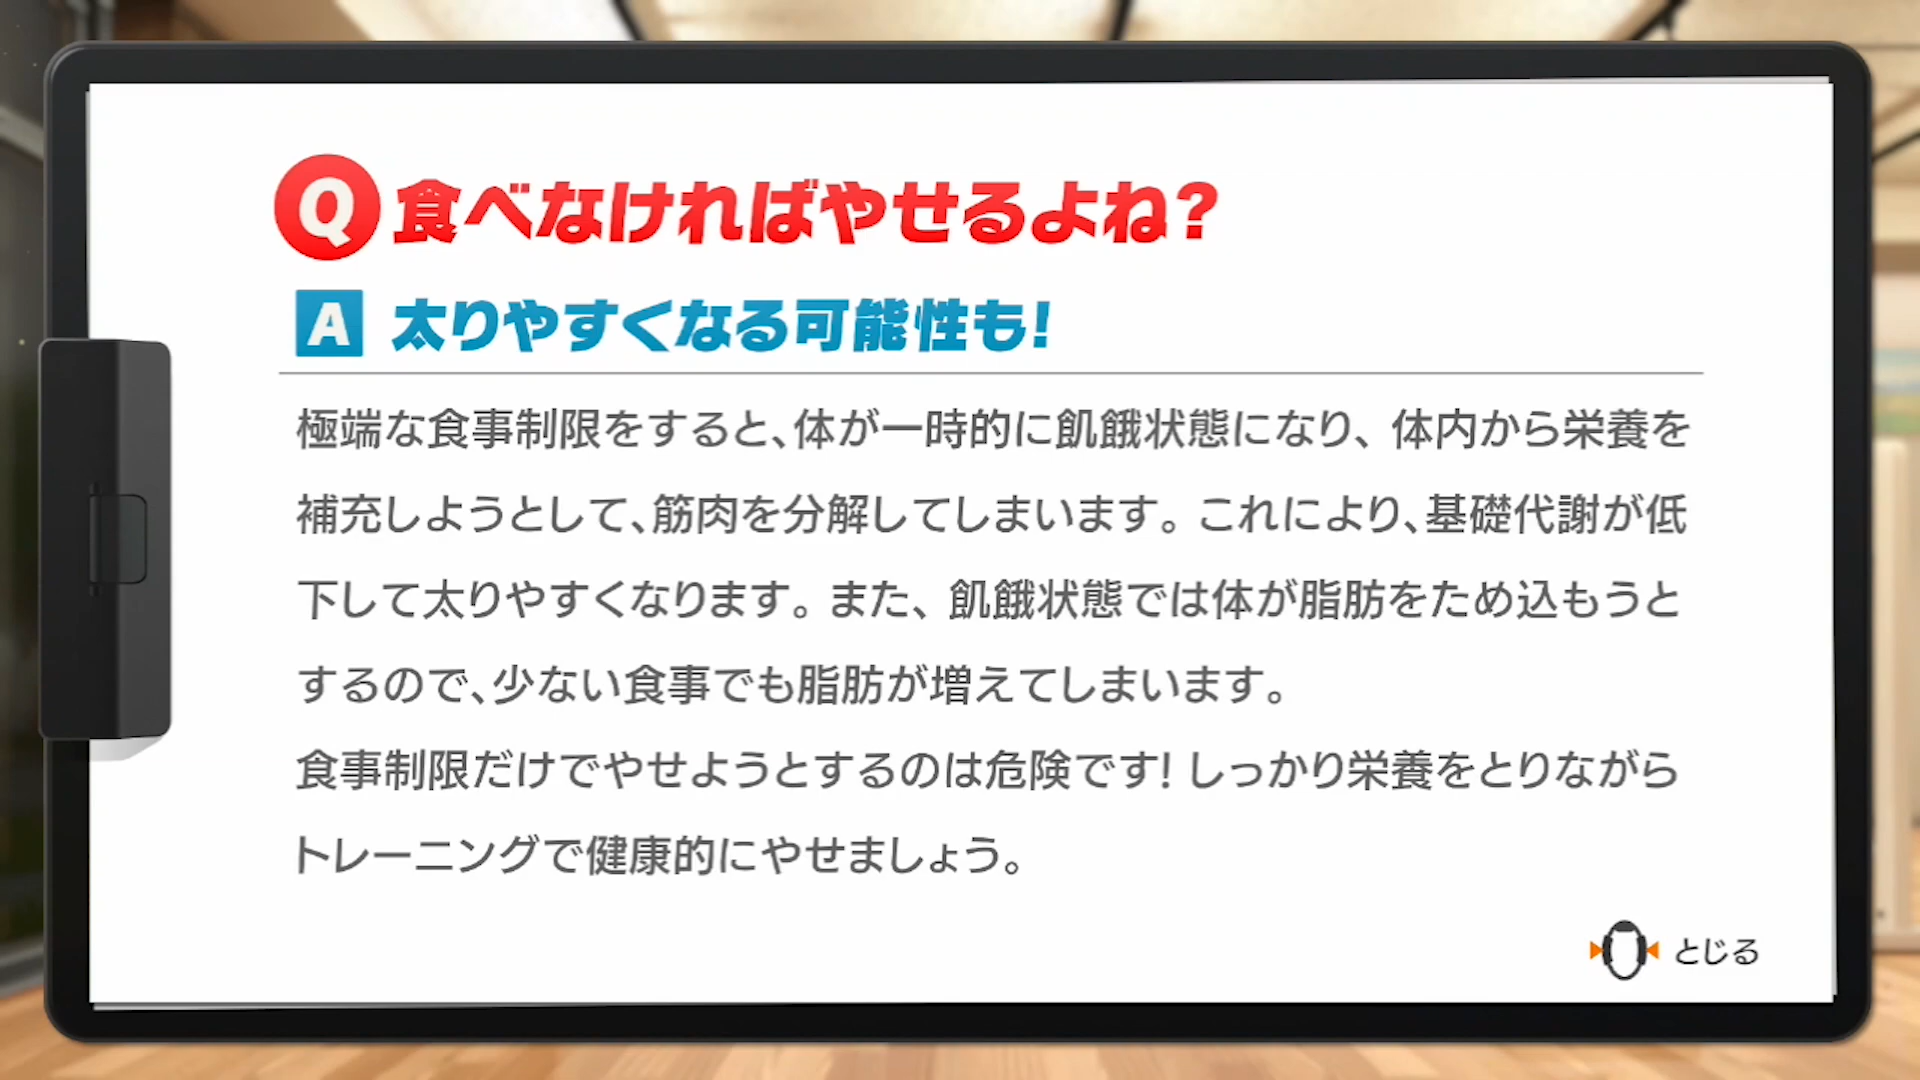 Q 食べなければやせるよね?
A 太りやすくなる可能性も!
極端な食事制限をすると、体が一時的に飢餓状態になり、体内から栄養を
補充しようとして、筋肉を分解してしまいます。これにより、基礎代謝が低
下して太りやすくなります。また、飢餓状態では体が脂肪をため込もうと
するので、少ない食事でも脂肪が増えてしまいます。
食事制限だけでやせようとするのは危険です!しっかり栄養をとりながら
トレーニングで健康的にやせましょう。
とじる